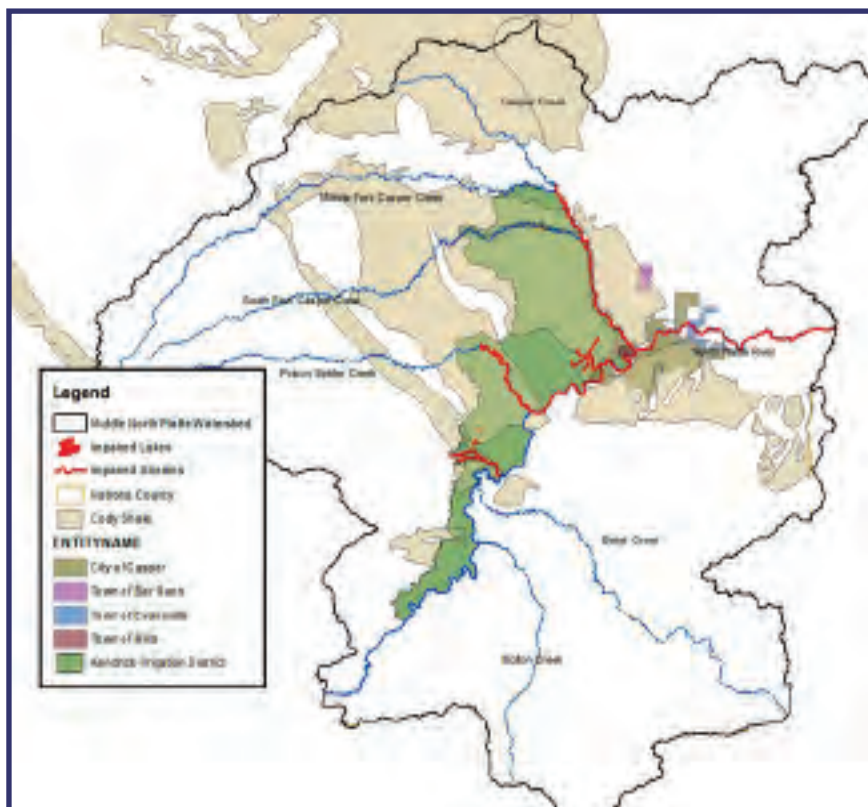 Casper Creek
Middle Fork Casper Creek
South Fork Casper Creek
Poison Spider Creek
North Platte River
Legend
Middle North Platte Watershed
Impaired Lakes
Impaired Streams
Natrona County
Cody Shale
ENTITYNAME
City of Casper
Town of Bar Nunn
Town of Evansville
Town of Mills
Kendrick Irrigation District
Bolton Creek